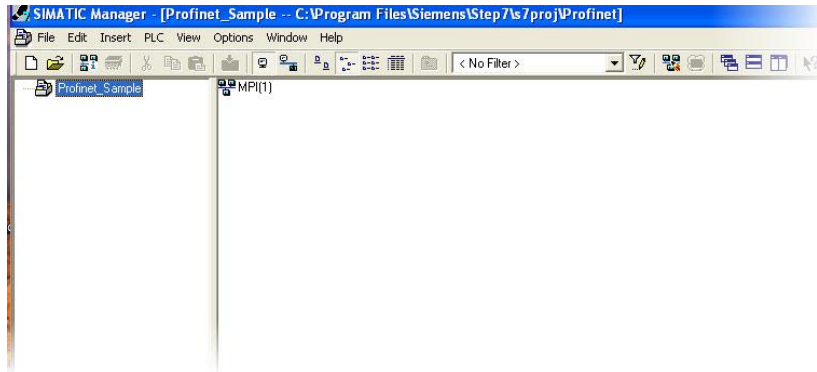 SIMATIC Manager - [Profinet_Sample -- C:\Program Files\Siemens\Step7\s7proj\Profinet]
File Edit Insert PLC View Options Window Help
< No Filter >
Profinet_Sample
MPI(1)